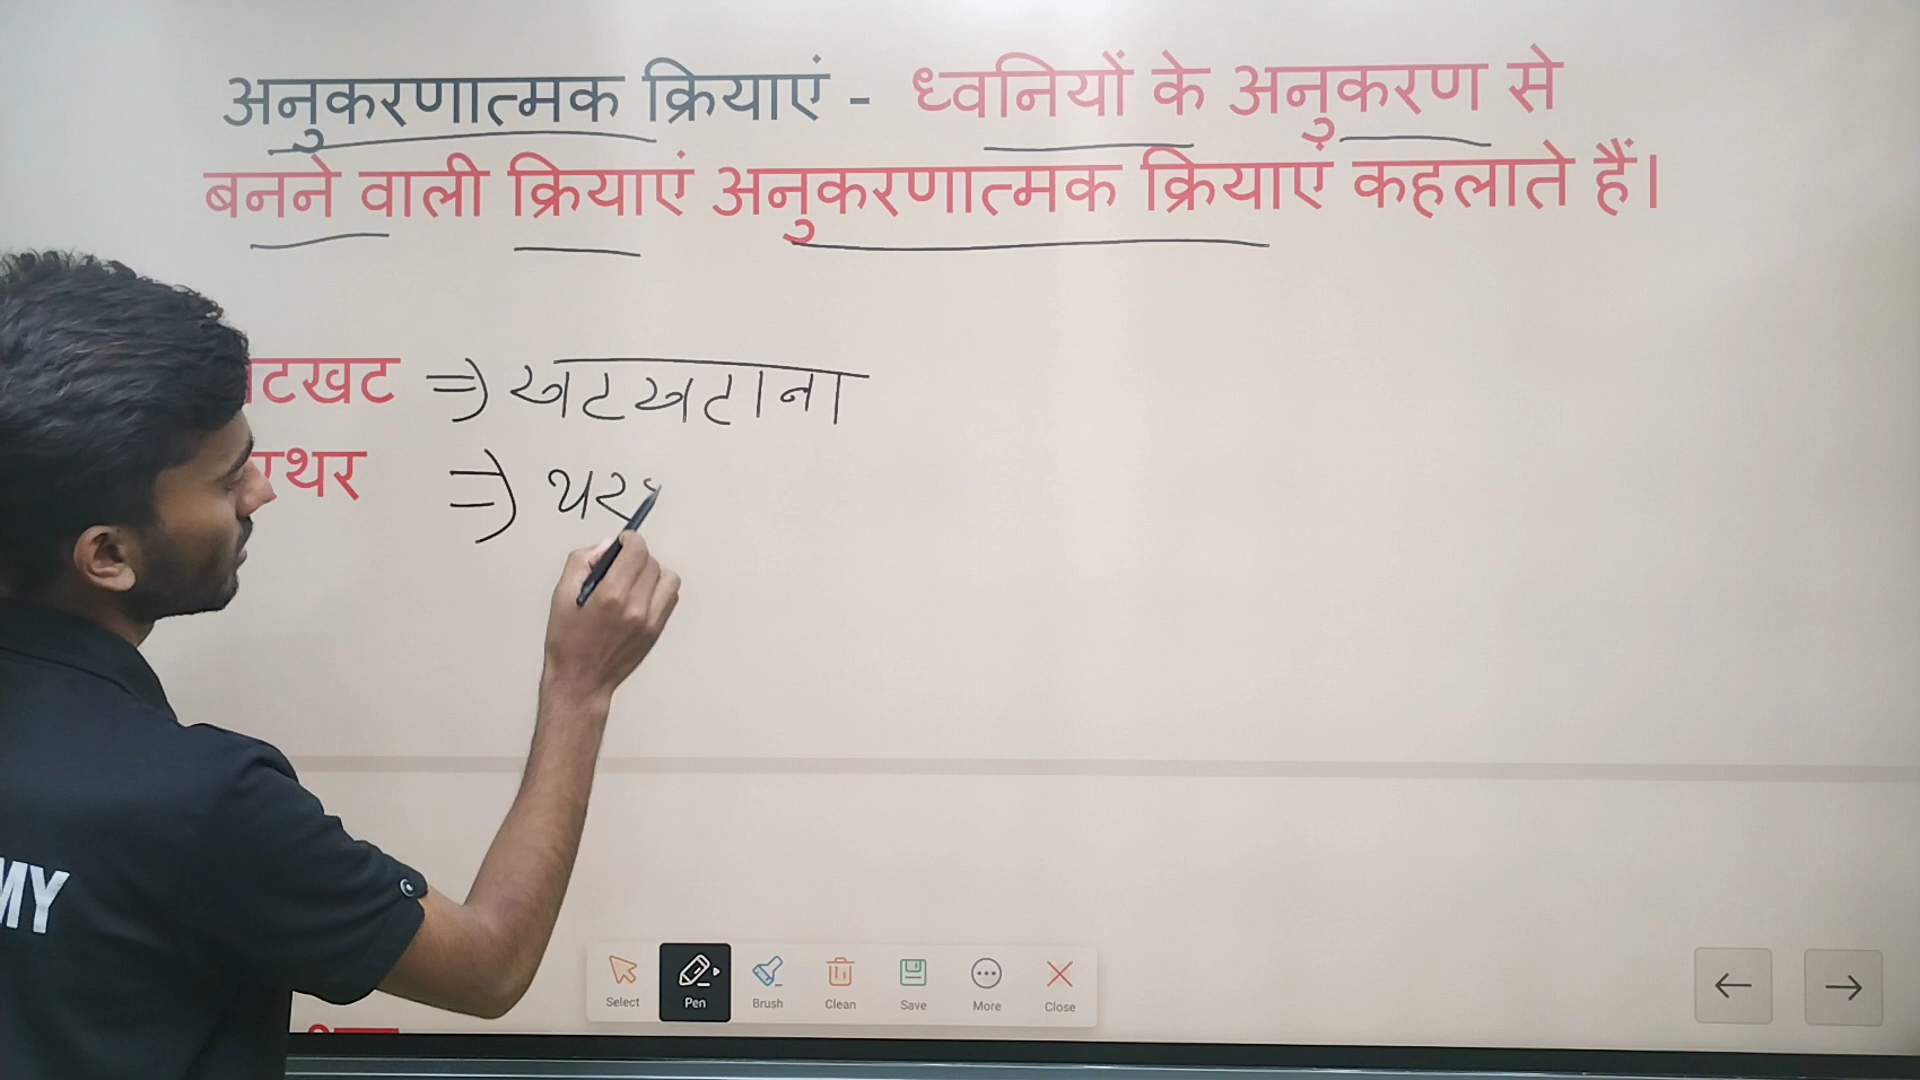 अनुकरणात्मक क्रियाएं - ध्वनियों के अनुकरण से
बनने वाली क्रियाएं अनुकरणात्मक क्रियाएं कहलाते हैं।
टखट => खटखटाना
थर => थर
MY
Select Pen Brush Clean Save More Close
← →